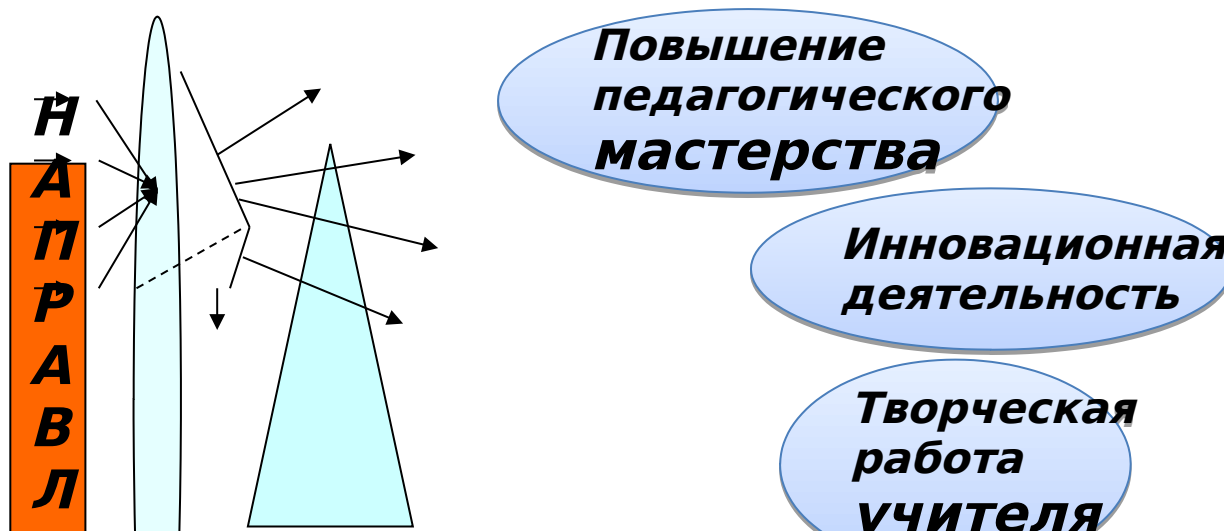 Н
А
П
Р
А
В
Л
Повышение
педагогического
мастерства
Инновационная
деятельность
Творческая
работа
учителя